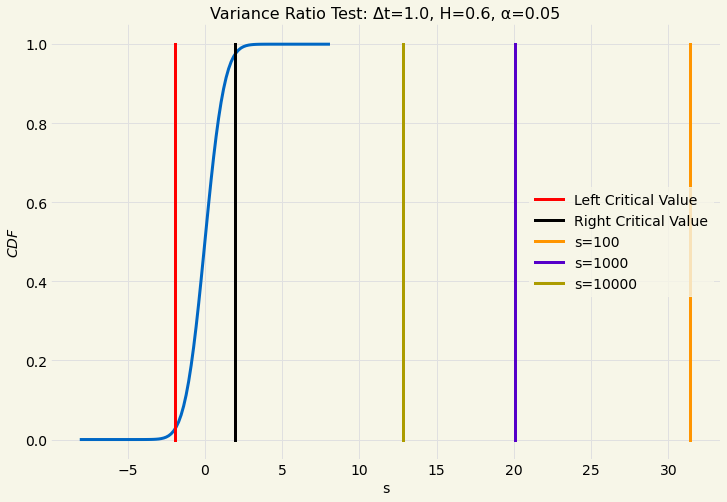 Variance Ratio Test: Δt=1.0, H=0.6, α=0.05
1.0
0.8
0.6
0.4
0.2
0.0
CDF
Left Critical Value
Right Critical Value
s=100
s=1000
s=10000
−5 0 5 10 15 20 25 30
s